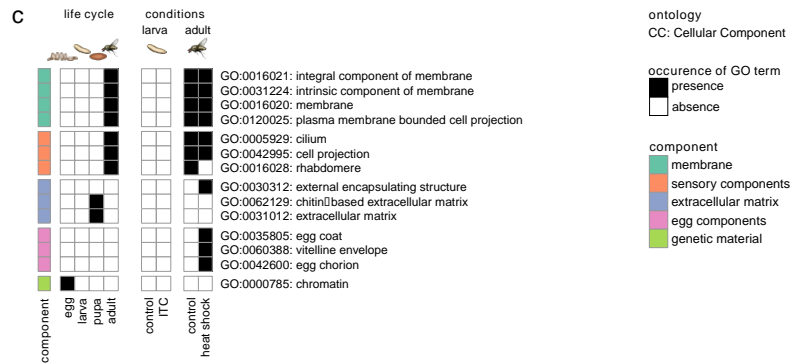 C
life cycle
conditions
larva
adult
GO:0016021: integral component of membrane
GO:0031224: intrinsic component of membrane
GO:0016020: membrane
GO:0120025: plasma membrane bounded cell projection
GO:0005929: cilium
GO:0042995: cell projection
GO:0016028: rhabdomere
GO:0030312: external encapsulating structure
GO:0062129: chitin▯based extracellular matrix
GO:0031012: extracellular matrix
GO:0035805: egg coat
GO:0060388: vitelline envelope
GO:0042600: egg chorion
GO:0000785: chromatin
component
egg
larva
pupa
adult
control
ITC
control
heat shock
ontology
CC: Cellular Component
occurence of GO term
presence
absence
component
membrane
sensory components
extracellular matrix
egg components
genetic material